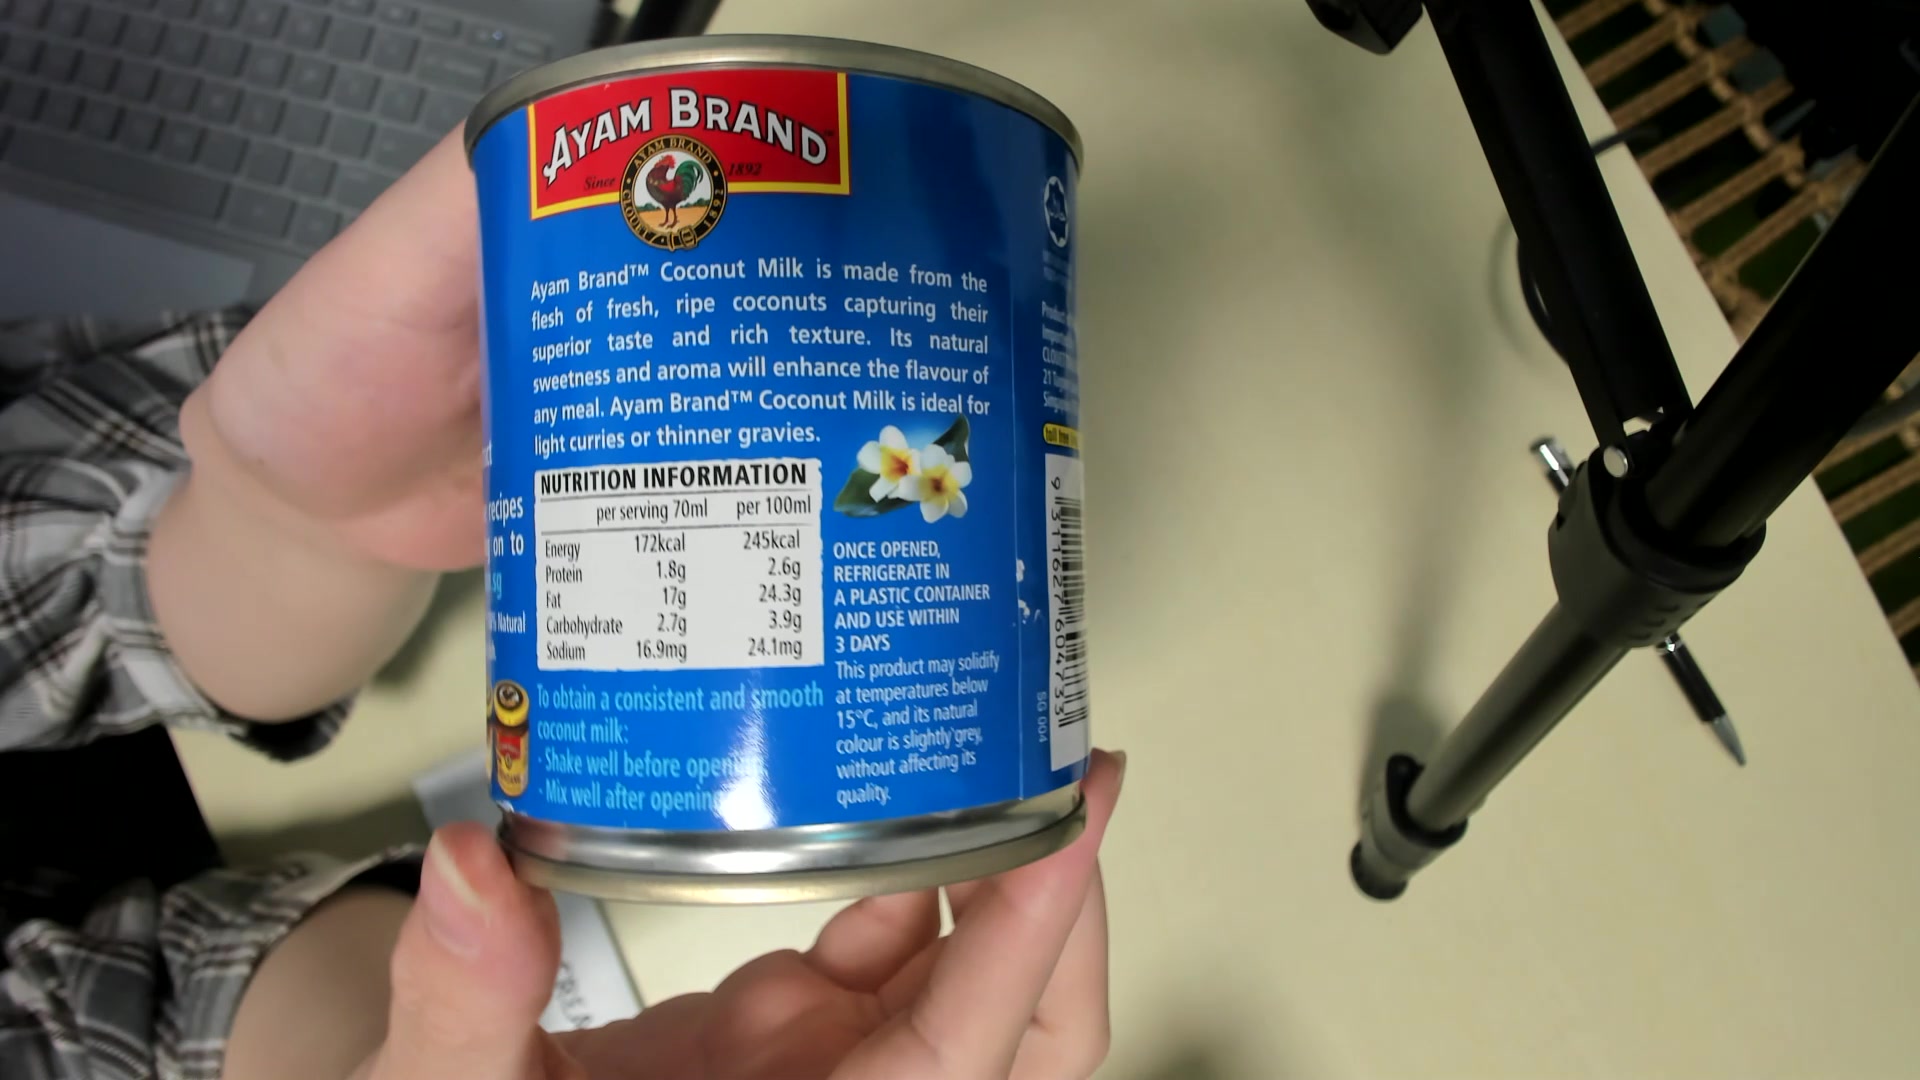 AYAM BRAND
Since 1892
AYAM BRAND
1892
Ayam Brand™ Coconut Milk is made from the
flesh of fresh, ripe coconuts capturing their
superior taste and rich texture. Its natural
sweetness and aroma will enhance the flavour of
any meal. Ayam Brand™ Coconut Milk is ideal for
light curries or thinner gravies.
NUTRITION INFORMATION
per serving 70ml per 100ml
Energy 172kcal 245kcal
Protein 1.8g 2.6g
Fat 17g 24.3g
Carbohydrate 2.7g 3.9g
Sodium 16.9mg 24.1mg
To obtain a consistent and smooth
coconut milk:
- Shake well before
- Mix well after opening
ONCE OPENED,
REFRIGERATE IN
A PLASTIC CONTAINER
AND USE WITHIN
3 DAYS
This product may solidify
at temperatures below
15°C, and its natural
colour is slightly grey,
without affecting its
quality.
recipes
on to
sg
Natural
toll free
SG 004